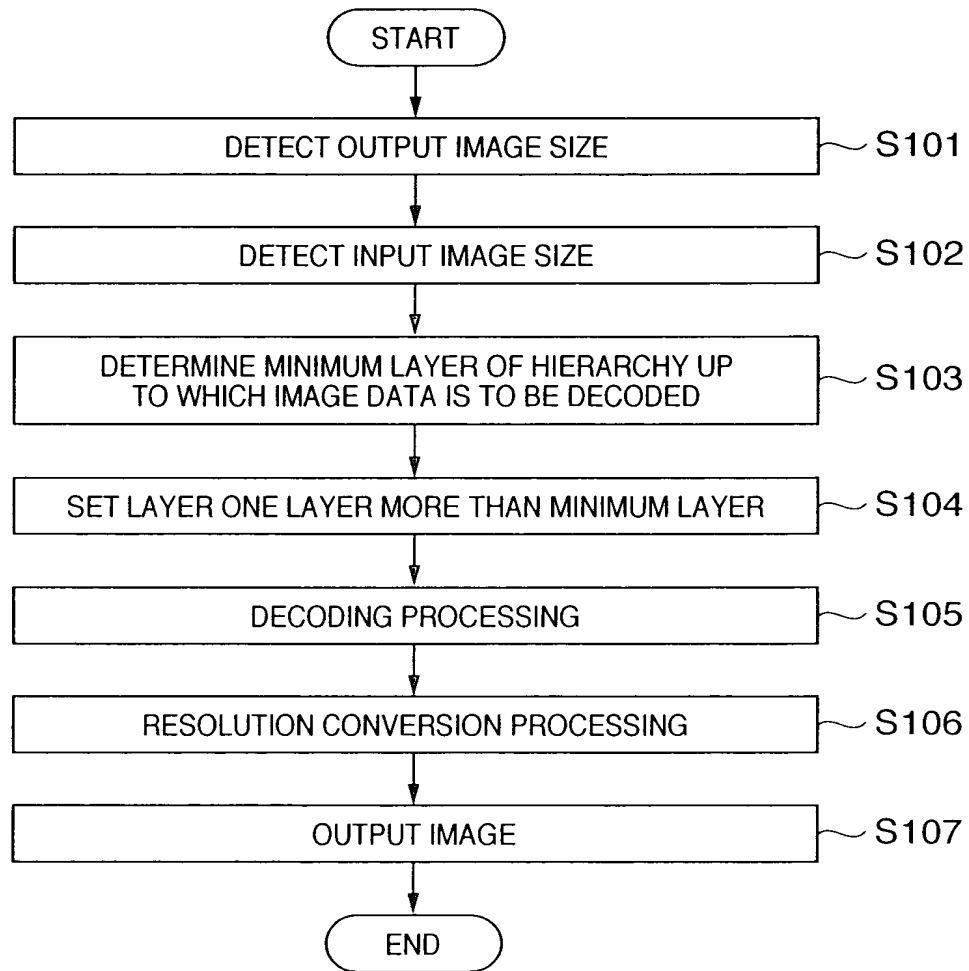 START
DETECT OUTPUT IMAGE SIZE
S101
DETECT INPUT IMAGE SIZE
S102
DETERMINE MINIMUM LAYER OF HIERARCHY UP
TO WHICH IMAGE DATA IS TO BE DECODED
S103
SET LAYER ONE LAYER MORE THAN MINIMUM LAYER
S104
DECODING PROCESSING
S105
RESOLUTION CONVERSION PROCESSING
S106
OUTPUT IMAGE
S107
END